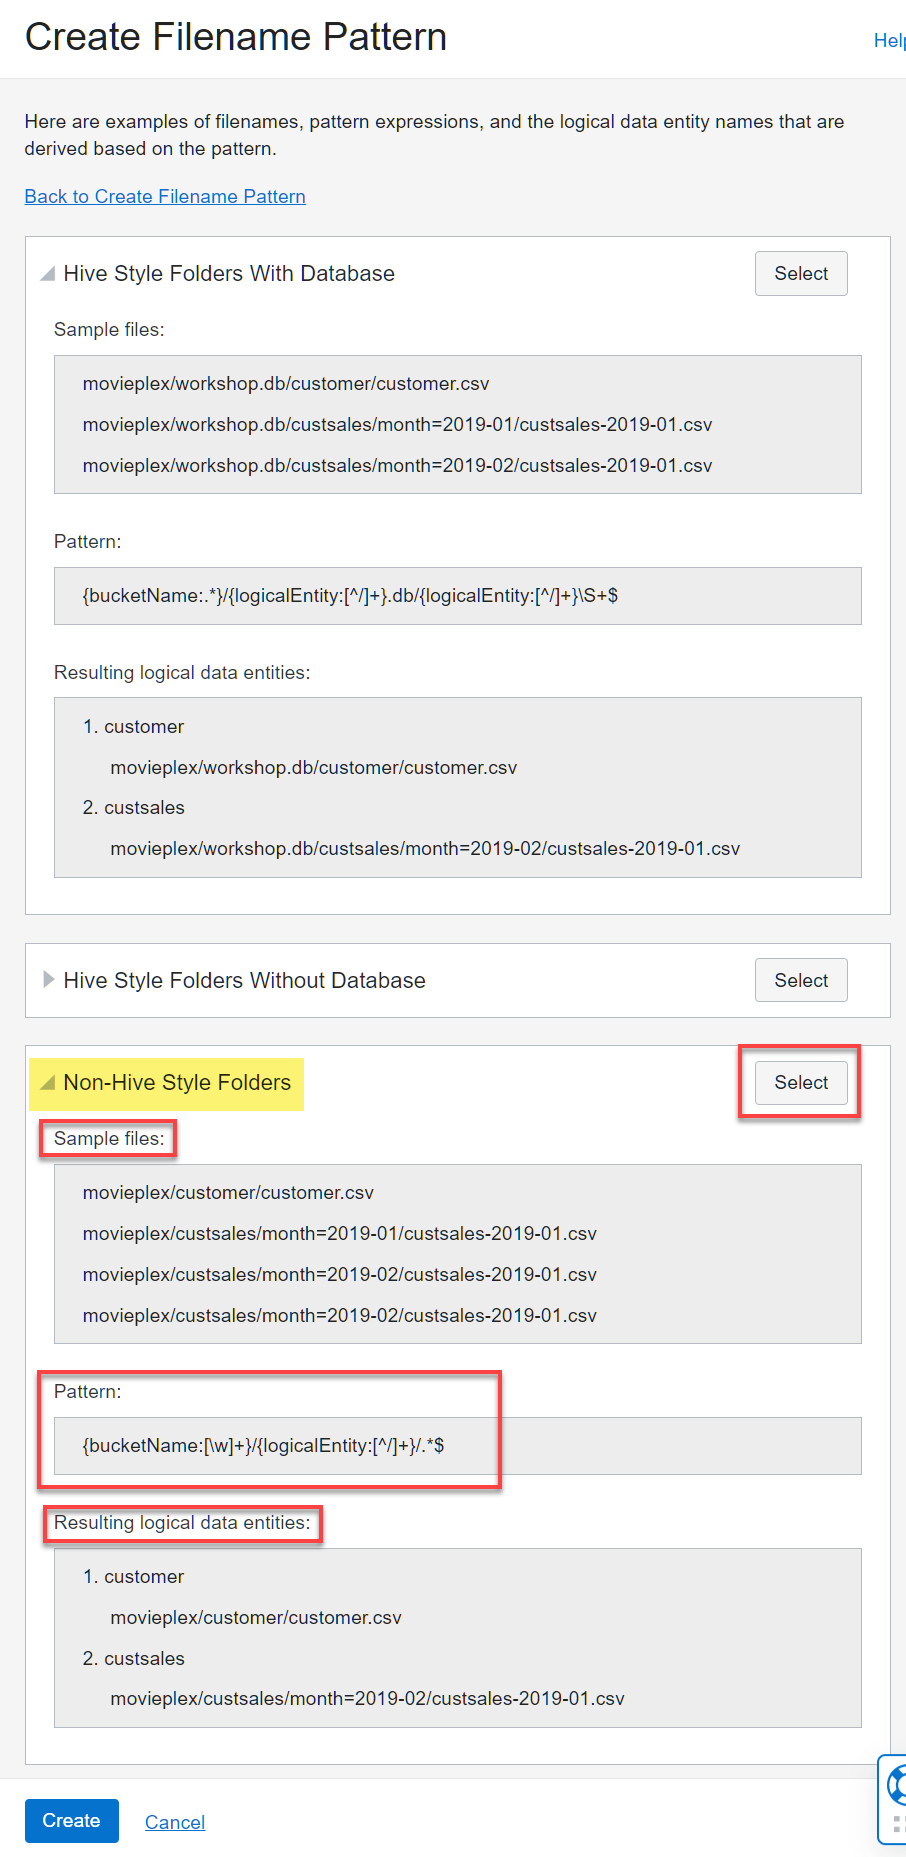 Create Filename Pattern
Help
Here are examples of filenames, pattern expressions, and the logical data entity names that are
derived based on the pattern.
Back to Create Filename Pattern
Hive Style Folders With Database
Select
Sample files:
movieplex/workshop.db/customer/customer.csv
movieplex/workshop.db/custsales/month=2019-01/custsales-2019-01.csv
movieplex/workshop.db/custsales/month=2019-02/custsales-2019-01.csv
Pattern:
{bucketName:.*}/{logicalEntity:[^/]+}.db/{logicalEntity:[^/]+}\S+$
Resulting logical data entities:
1. customer
movieplex/workshop.db/customer/customer.csv
2. custsales
movieplex/workshop.db/custsales/month=2019-02/custsales-2019-01.csv
Hive Style Folders Without Database
Select
Non-Hive Style Folders
Select
Sample files:
movieplex/customer/customer.csv
movieplex/custsales/month=2019-01/custsales-2019-01.csv
movieplex/custsales/month=2019-02/custsales-2019-01.csv
movieplex/custsales/month=2019-02/custsales-2019-01.csv
Pattern:
{bucketName:[\w]+}/{logicalEntity:[^/]+}/.*$
Resulting logical data entities:
1. customer
movieplex/customer/customer.csv
2. custsales
movieplex/custsales/month=2019-02/custsales-2019-01.csv
Create
Cancel